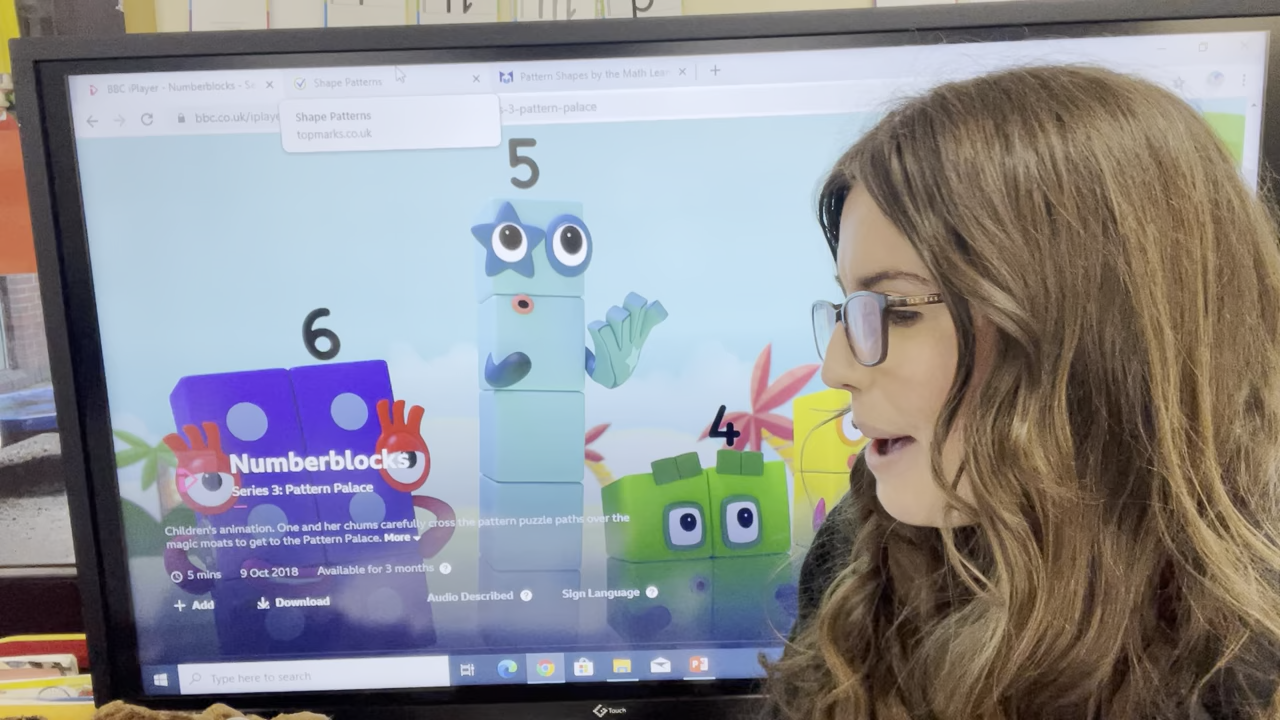 BBC iPlayer - Numberblocks - Se
Shape Patterns
Pattern Shapes by the Math Lear
bbc.co.uk/iplaye
s-3-pattern-palace
Shape Patterns
topmarks.co.uk
5
6
4
Numberblocks
Series 3: Pattern Palace
Children's animation. One and her chums carefully cross the pattern puzzle paths over the
magic moats to get to the Pattern Palace. More
5 mins 9 Oct 2018 Available for 3 months ?
+ Add Download Audio Described ? Sign Language ?
Type here to search
Touch